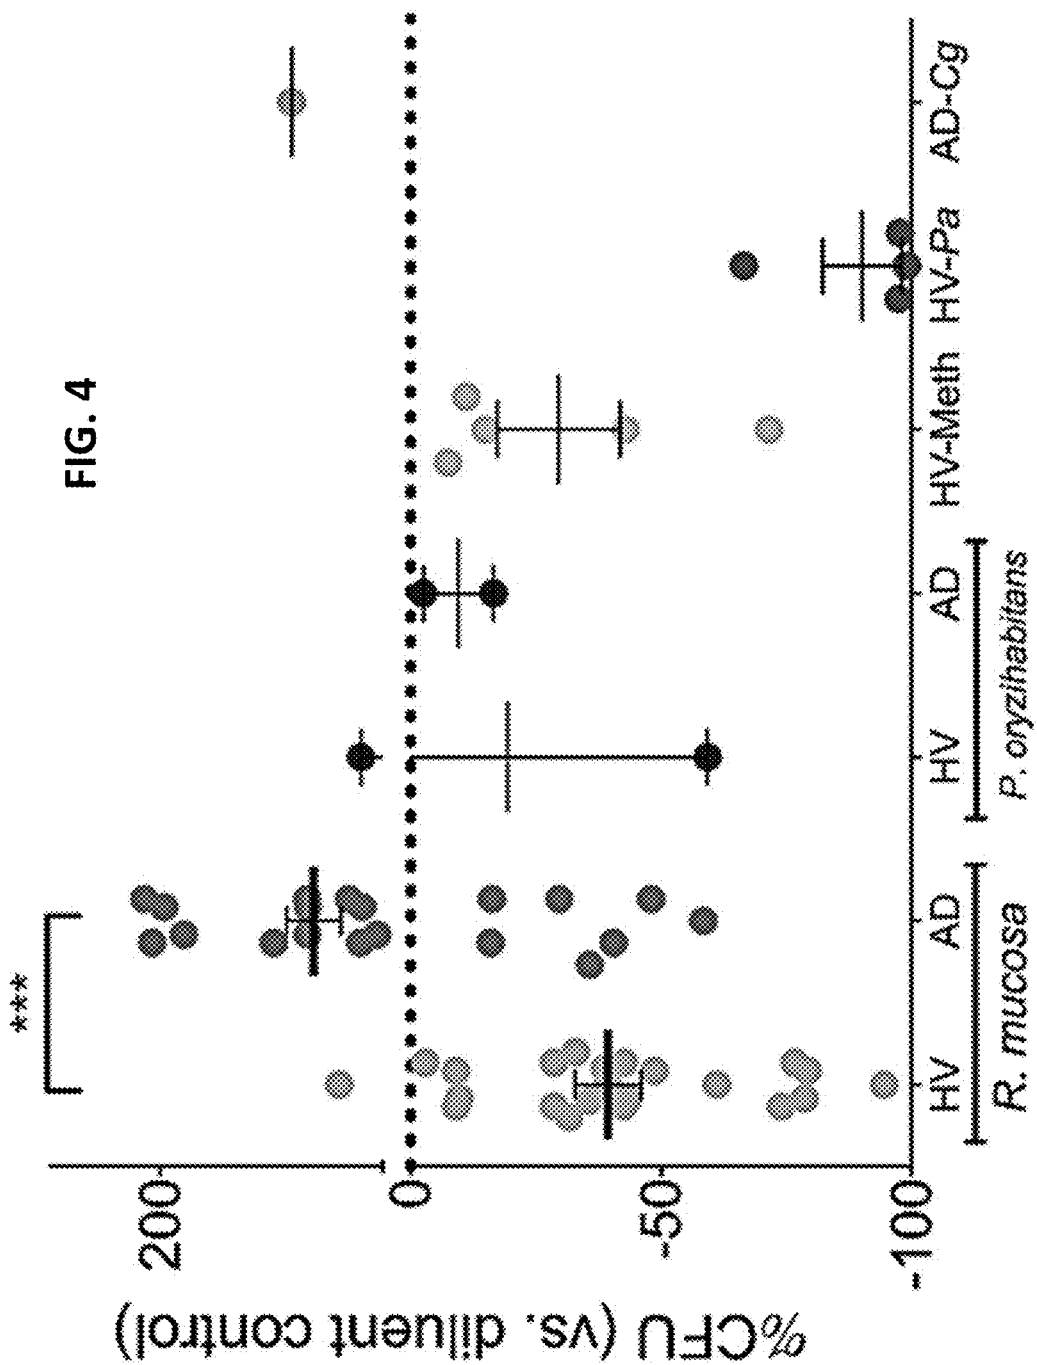 FIG. 4
***
%CFU (vs. diluent control)
200
0
-50
-100
HV
AD
HV
AD
HV-Meth
HV-Pa
AD-Cg
R. mucosa
P. oryzihabitans